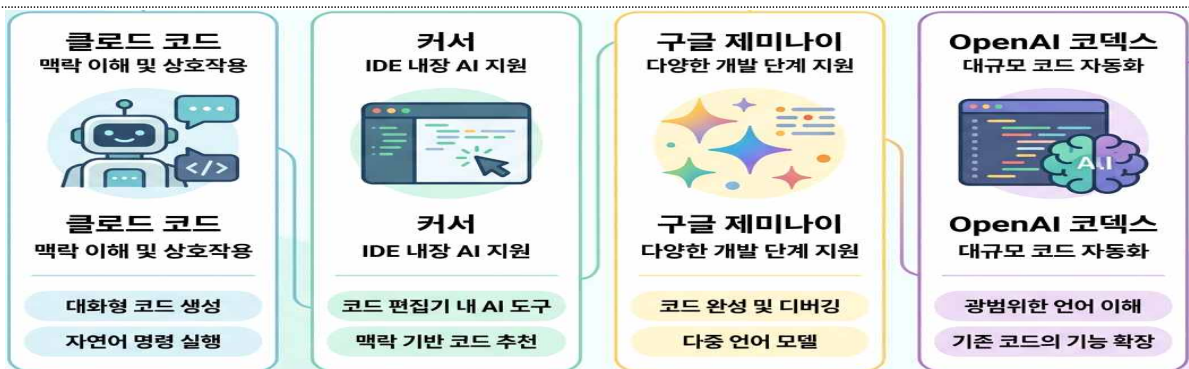 클로드 코드
맥락 이해 및 상호작용
</>
클로드 코드
맥락 이해 및 상호작용
대화형 코드 생성
자연어 명령 실행
커서
IDE 내장 AI 지원
커서
IDE 내장 AI 지원
코드 편집기 내 AI 도구
맥락 기반 코드 추천
구글 제미나이
다양한 개발 단계 지원
구글 제미나이
다양한 개발 단계 지원
코드 완성 및 디버깅
다중 언어 모델
OpenAI 코덱스
대규모 코드 자동화
AI
OpenAI 코덱스
대규모 코드 자동화
광범위한 언어 이해
기존 코드의 기능 확장